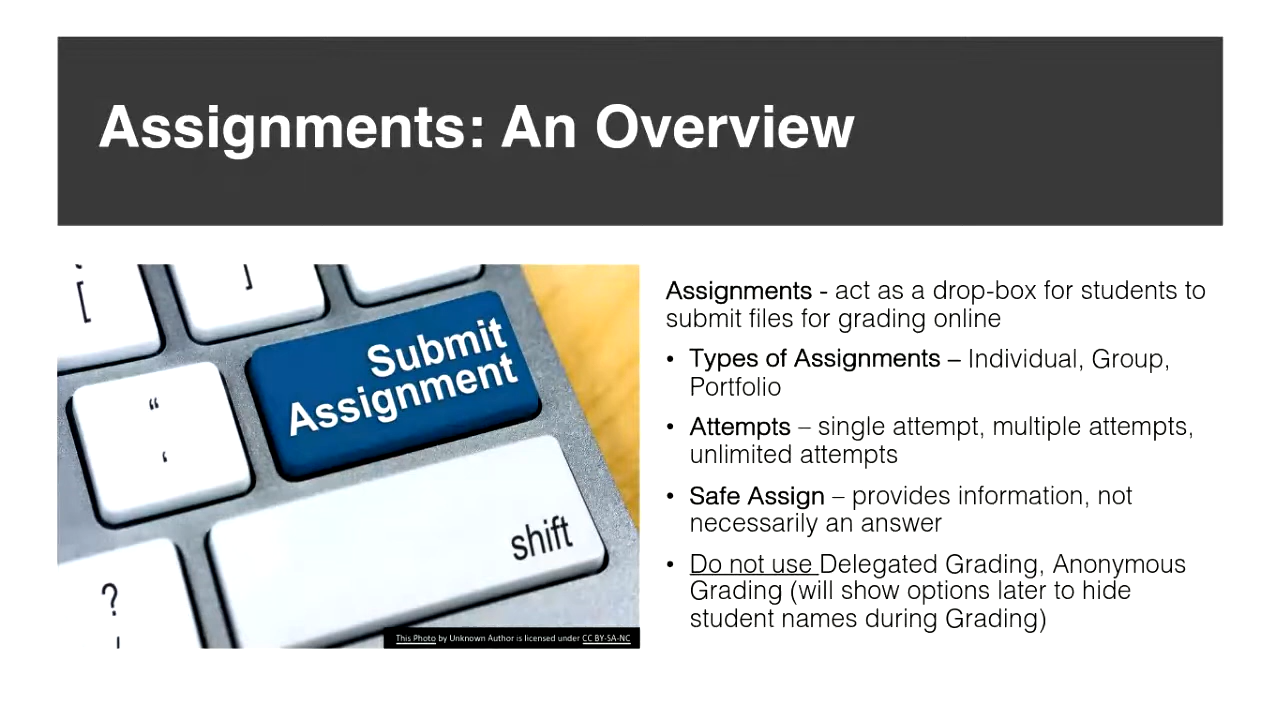 Assignments: An Overview
[
]
Submit
Assignment
“
‘
shift
?
This Photo by Unknown Author is licensed under CC BY-SA-NC
Assignments - act as a drop-box for students to
submit files for grading online
• Types of Assignments – Individual, Group,
Portfolio
• Attempts – single attempt, multiple attempts,
unlimited attempts
• Safe Assign – provides information, not
necessarily an answer
• Do not use Delegated Grading, Anonymous
Grading (will show options later to hide
student names during Grading)